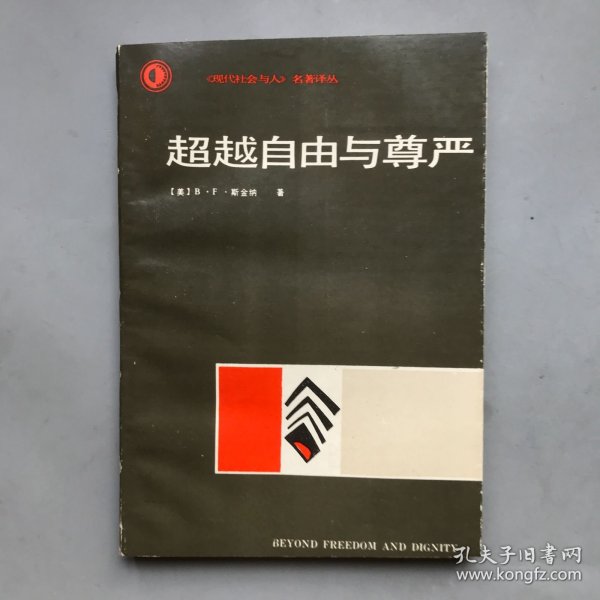 《现代社会与人》名著译丛
超越自由与尊严
【美】B·F·斯金纳 著
BEYOND FREEDOM AND DIGNITY
孔夫子旧書网
www.kongfz.com